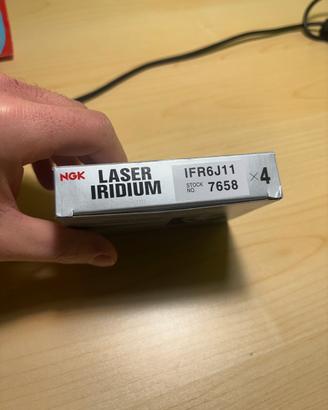 NGK LASER IRIDIUM
IFR6J11
STOCK NO. 7658
×4